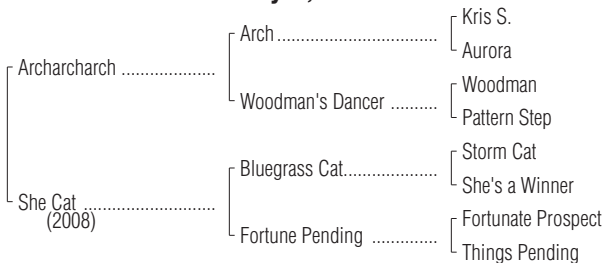 Kris S.
Arch
Aurora
Archarcharch
Woodman
Woodman's Dancer
Pattern Step
Storm Cat
Bluegrass Cat
She's a Winner
She Cat
(2008)
Fortunate Prospect
Fortune Pending
Things Pending